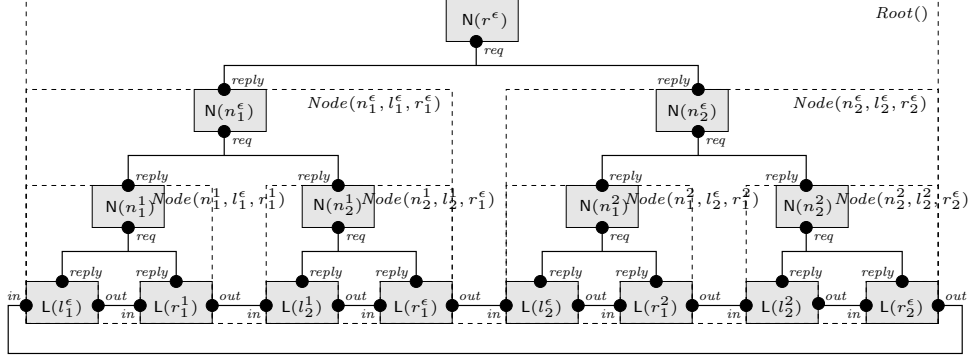 N(r^ϵ)
Root()
req
reply
reply
N(n_1^ϵ)
Node(n_1^ϵ, l_1^ϵ, r_1^ϵ)
N(n_2^ϵ)
Node(n_2^ϵ, l_2^ϵ, r_2^ϵ)
req
req
reply
reply
reply
reply
N(n_1^1)
Node(n_1^1, l_1^ϵ, r_1^1)
N(n_2^1)
Node(n_2^1, l_2^1, r_1^ϵ)
N(n_1^2)
Node(n_1^2, l_2^ϵ, r_1^2)
N(n_2^2)
Node(n_2^2, l_2^2, r_2^ϵ)
req
req
req
req
reply
reply
reply
reply
reply
reply
reply
reply
in
L(l_1^ϵ)
out
in
L(r_1^1)
out
in
L(l_2^1)
out
in
L(r_1^ϵ)
out
in
L(l_2^ϵ)
out
in
L(r_1^2)
out
in
L(l_2^2)
out
in
L(r_2^ϵ)
out